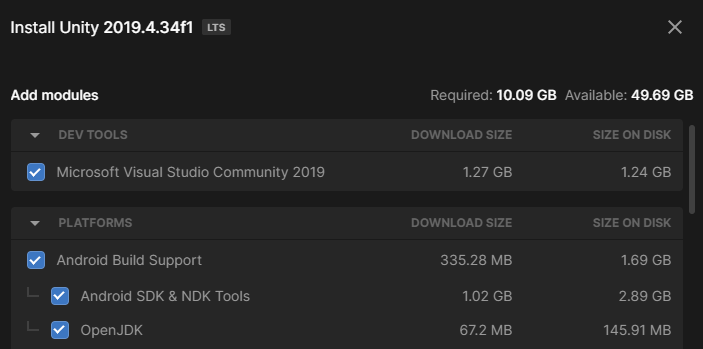 Install Unity 2019.4.34f1 LTS
Add modules Required: 10.09 GB Available: 49.69 GB
DEV TOOLS DOWNLOAD SIZE SIZE ON DISK
Microsoft Visual Studio Community 2019 1.27 GB 1.24 GB
PLATFORMS DOWNLOAD SIZE SIZE ON DISK
Android Build Support 335.28 MB 1.69 GB
Android SDK & NDK Tools 1.02 GB 2.89 GB
OpenJDK 67.2 MB 145.91 MB